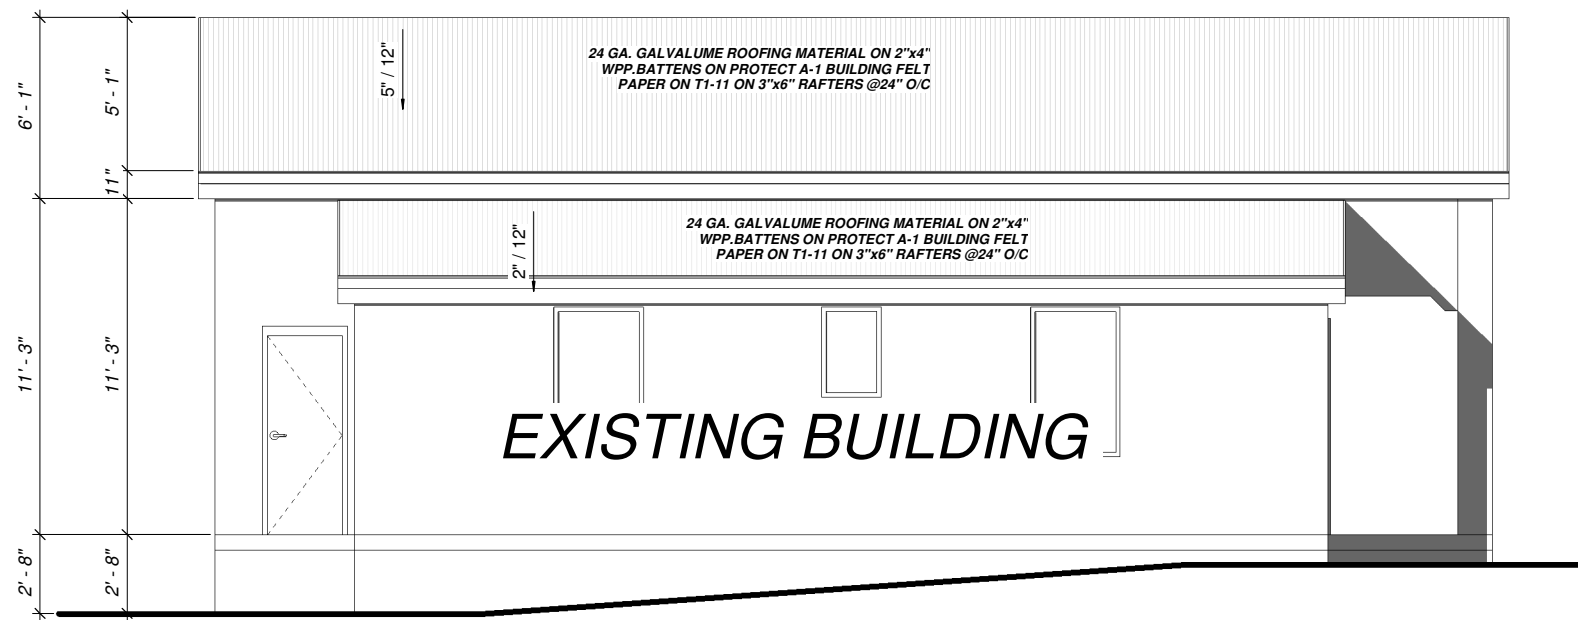 6' - 1"
5' - 1"
11"
5" / 12"
24 GA. GALVALUME ROOFING MATERIAL ON 2"x4"
WPP.BATTENS ON PROTECT A-1 BUILDING FELT
PAPER ON T1-11 ON 3"x6" RAFTERS @24" O/C
2" / 12"
24 GA. GALVALUME ROOFING MATERIAL ON 2"x4"
WPP.BATTENS ON PROTECT A-1 BUILDING FELT
PAPER ON T1-11 ON 3"x6" RAFTERS @24" O/C
11' - 3"
11' - 3"
EXISTING BUILDING
2' - 8"
2' - 8"